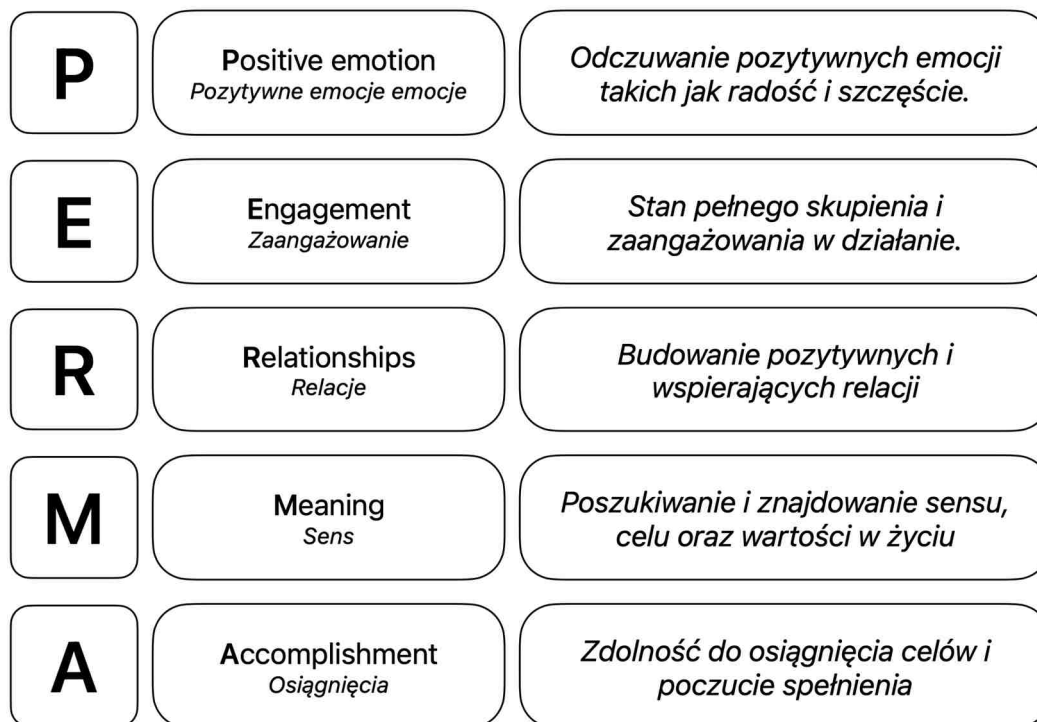 P
Positive emotion
Pozytywne emocje emocje
Odczuwanie pozytywnych emocji
takich jak radość i szczęście.
E
Engagement
Zaangażowanie
Stan pełnego skupienia i
zaangażowania w działanie.
R
Relationships
Relacje
Budowanie pozytywnych i
wspierających relacji
M
Meaning
Sens
Poszukiwanie i znajdowanie sensu,
celu oraz wartości w życiu
A
Accomplishment
Osiągnięcia
Zdolność do osiągnięcia celów i
poczucie spełnienia